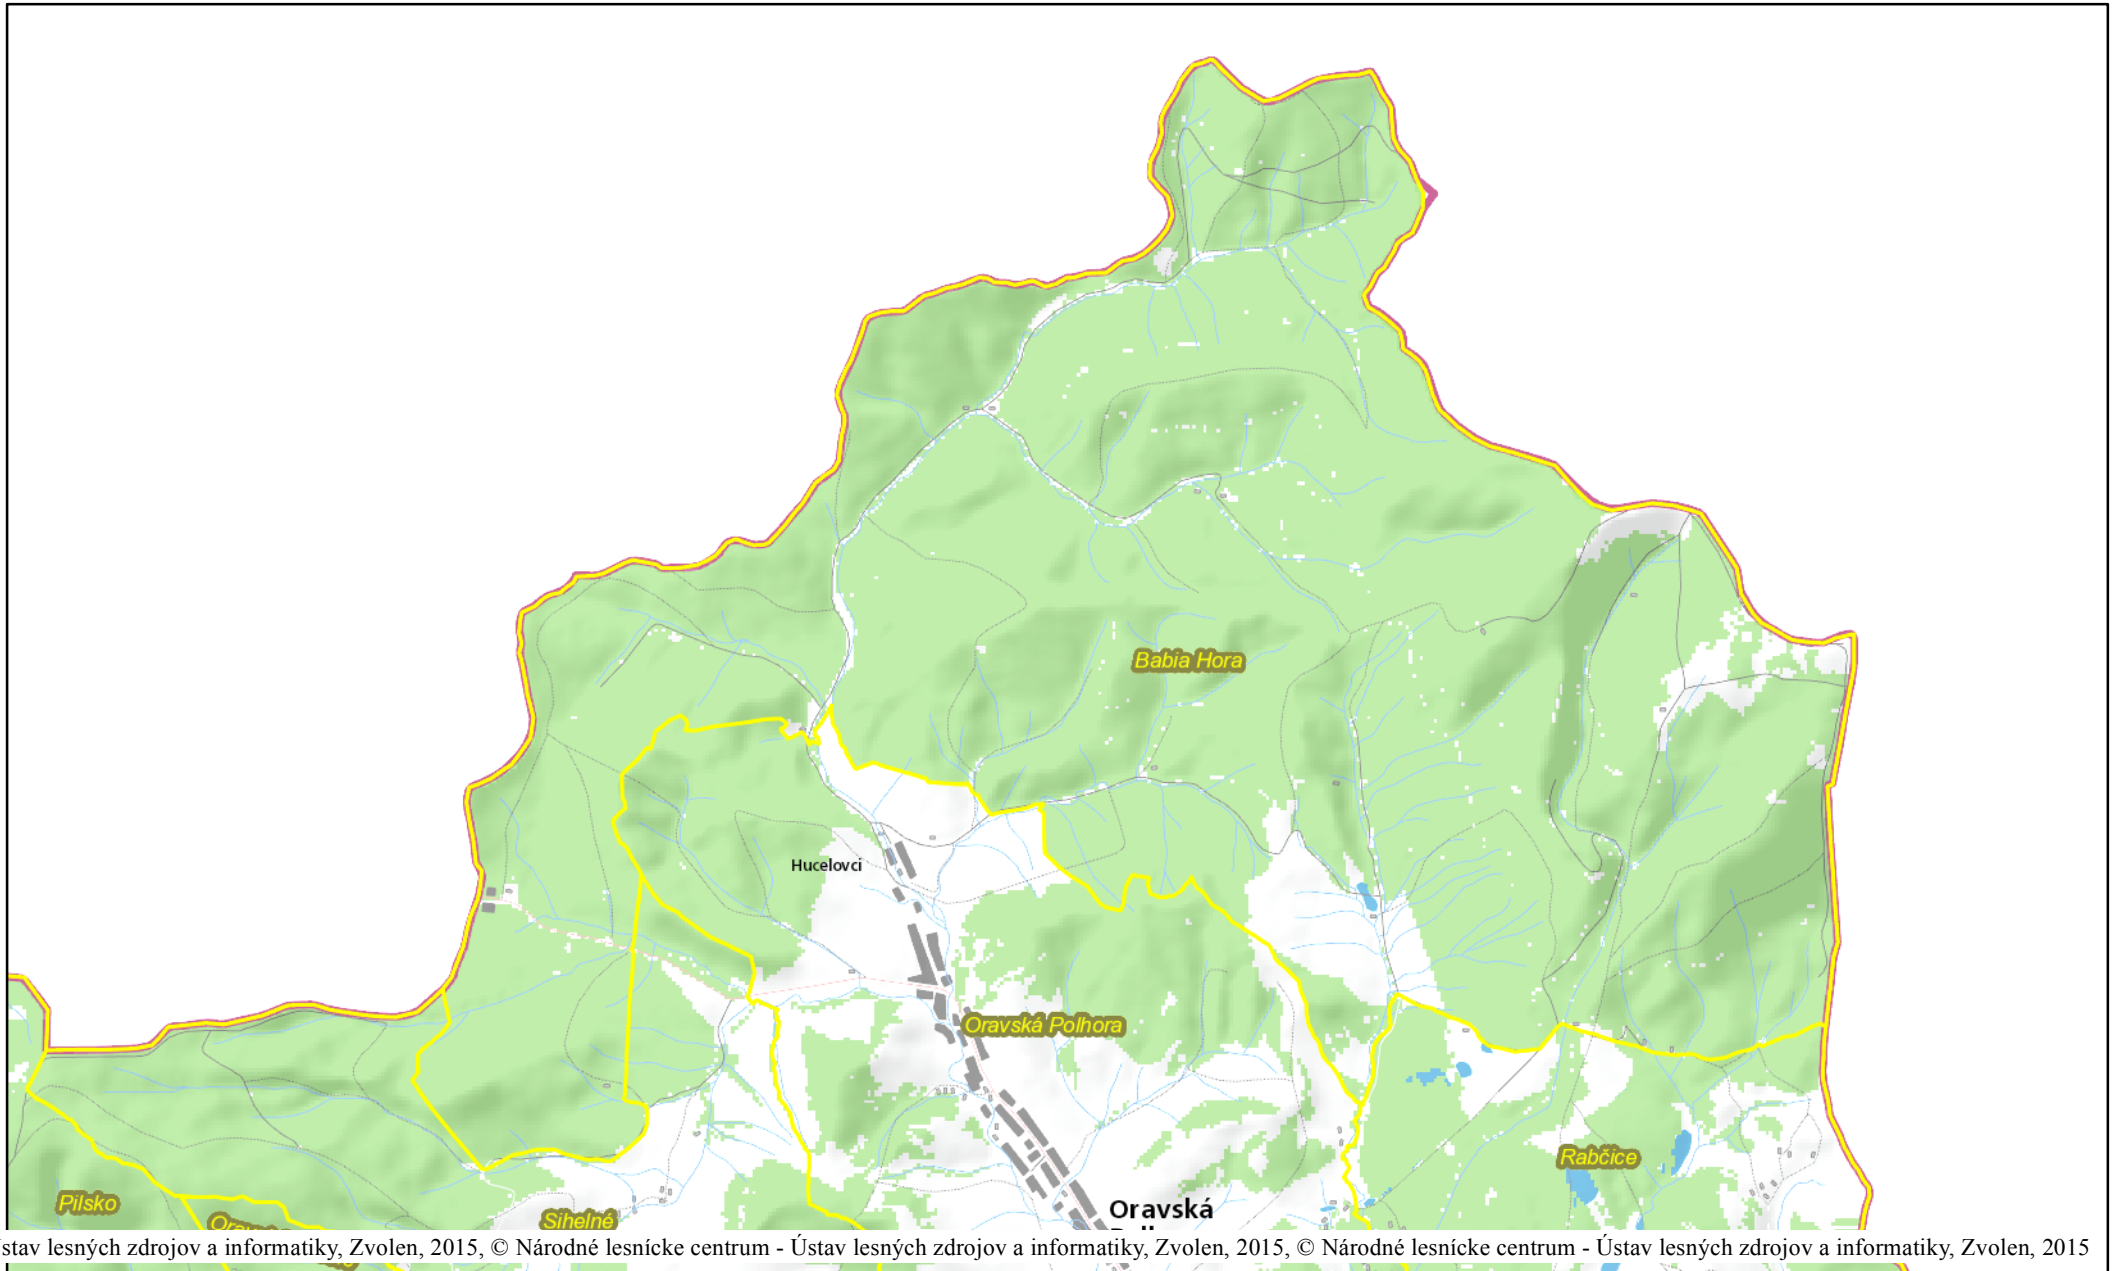 Babia Hora
Hucelovci
Oravská Polhora
Rabčice
Pilsko
Sihelné
Oravská
stav lesných zdrojov a informatiky, Zvolen, 2015, © Národné lesnícke centrum - Ústav lesných zdrojov a informatiky, Zvolen, 2015, © Národné lesnícke centrum - Ústav lesných zdrojov a informatiky, Zvolen, 2015